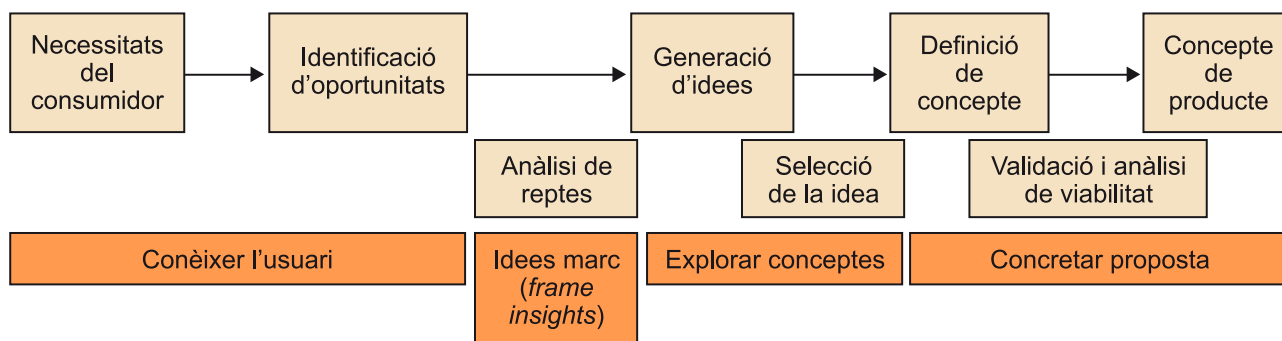 Necessitats
del
consumidor
Identificació
d’oportunitats
Generació
d’idees
Definició
de
concepte
Concepte
de
producte
Anàlisi de
reptes
Selecció
de la idea
Validació i anàlisi
de viabilitat
Conèixer l’usuari
Idees marc
(frame
insights)
Explorar conceptes
Concretar proposta